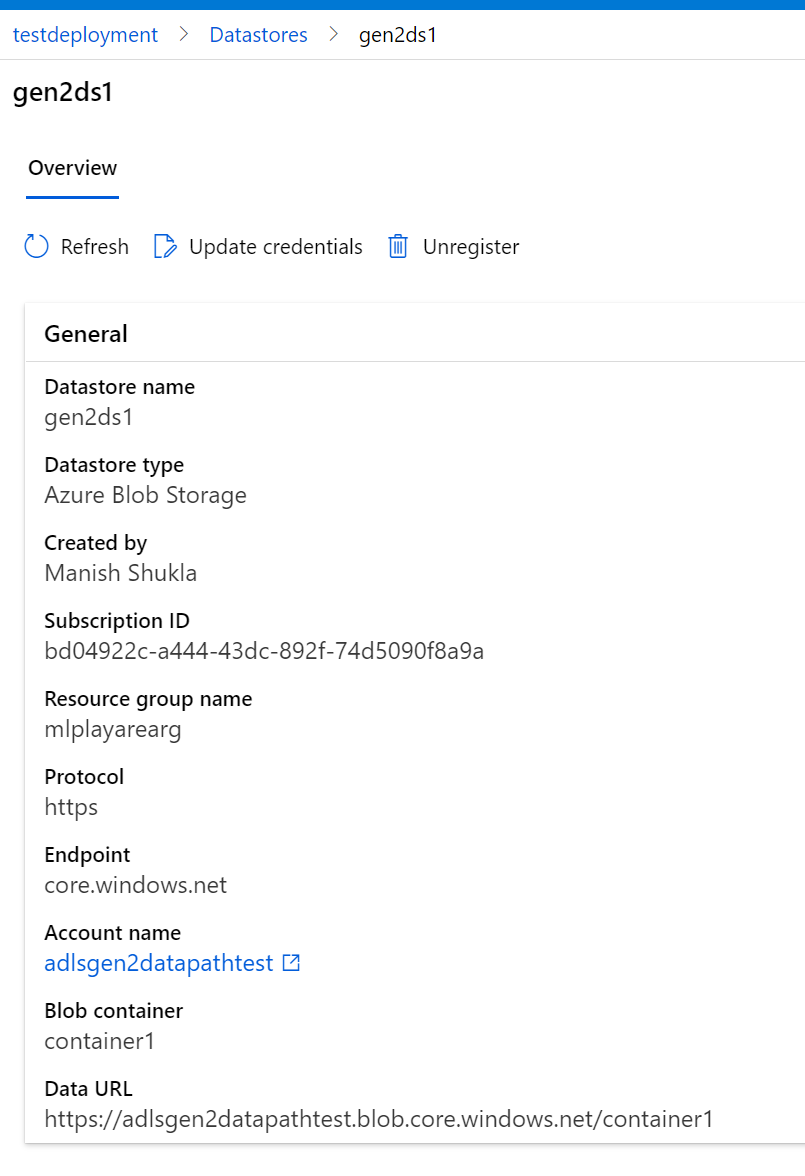 testdeployment > Datastores > gen2ds1
gen2ds1
Overview
Refresh Update credentials Unregister
General
Datastore name
gen2ds1
Datastore type
Azure Blob Storage
Created by
Manish Shukla
Subscription ID
bd04922c-a444-43dc-892f-74d5090f8a9a
Resource group name
mlplayarearg
Protocol
https
Endpoint
core.windows.net
Account name
adlsgen2datapathtest
Blob container
container1
Data URL
https://adlsgen2datapathtest.blob.core.windows.net/container1